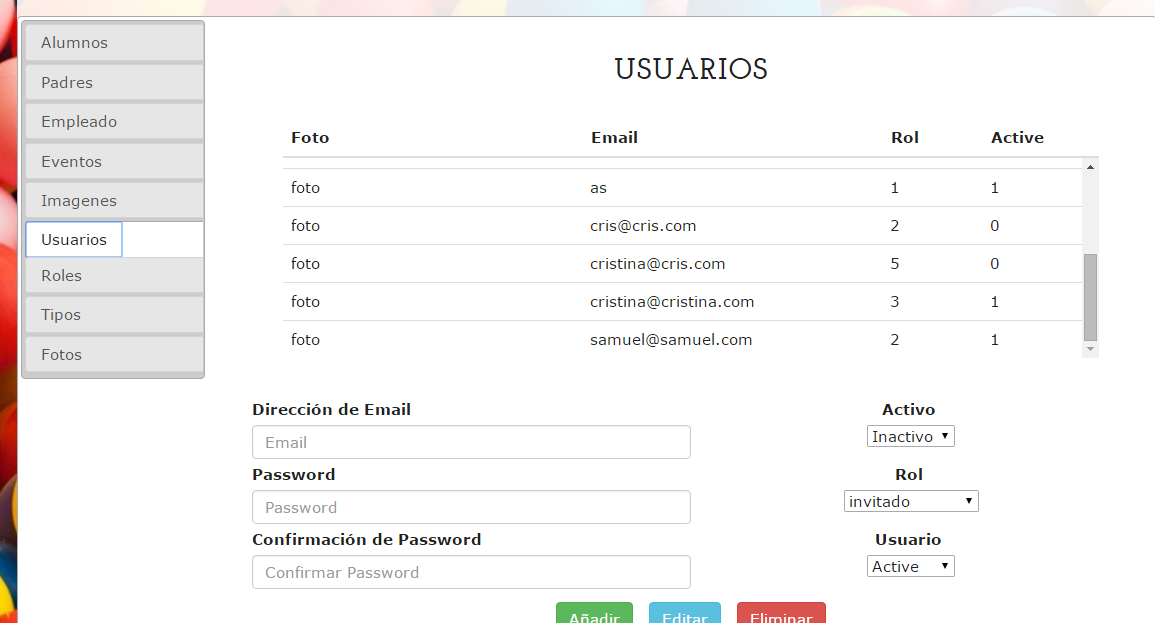 Alumnos
Padres
Empleado
Eventos
Imagenes
Usuarios
Roles
Tipos
Fotos
USUARIOS
Foto Email Rol Active
foto as 1 1
foto cris@cris.com 2 0
foto cristina@cris.com 5 0
foto cristina@cristina.com 3 1
foto samuel@samuel.com 2 1
Dirección de Email
Email
Password
Password
Confirmación de Password
Confirmar Password
Activo
Inactivo
Rol
invitado
Usuario
Active
Añadir Editar Eliminar